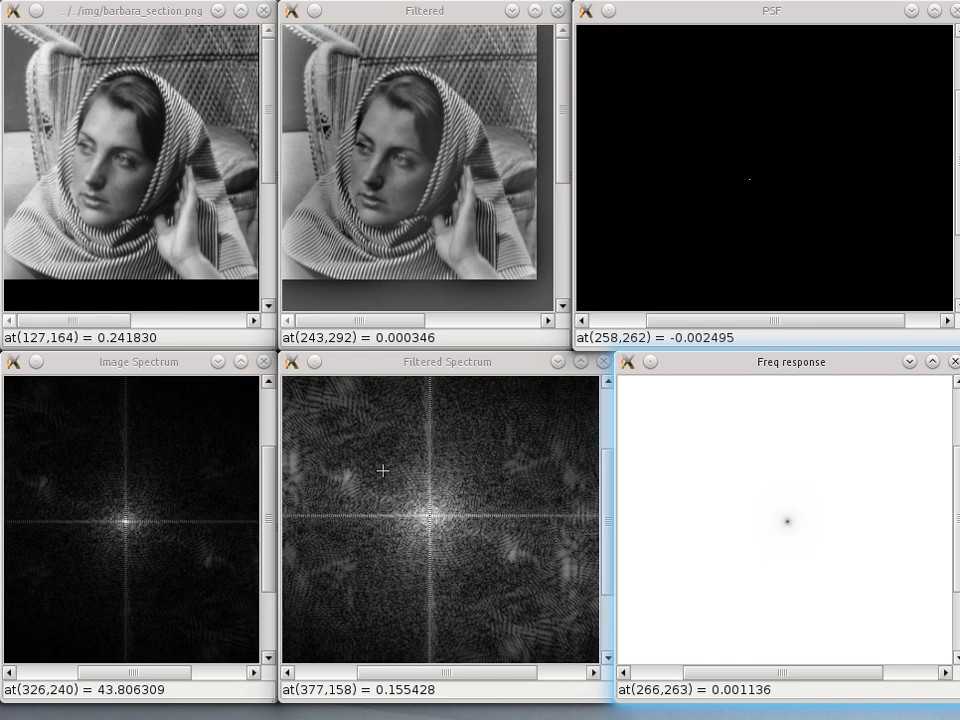 ../../img/barbara_section.png
Filtered
PSF
at(127,164) = 0.241830
at(243,292) = 0.000346
at(258,262) = -0.002495
Image Spectrum
Filtered Spectrum
Freq response
at(326,240) = 43.806309
at(377,158) = 0.155428
at(266,263) = 0.001136